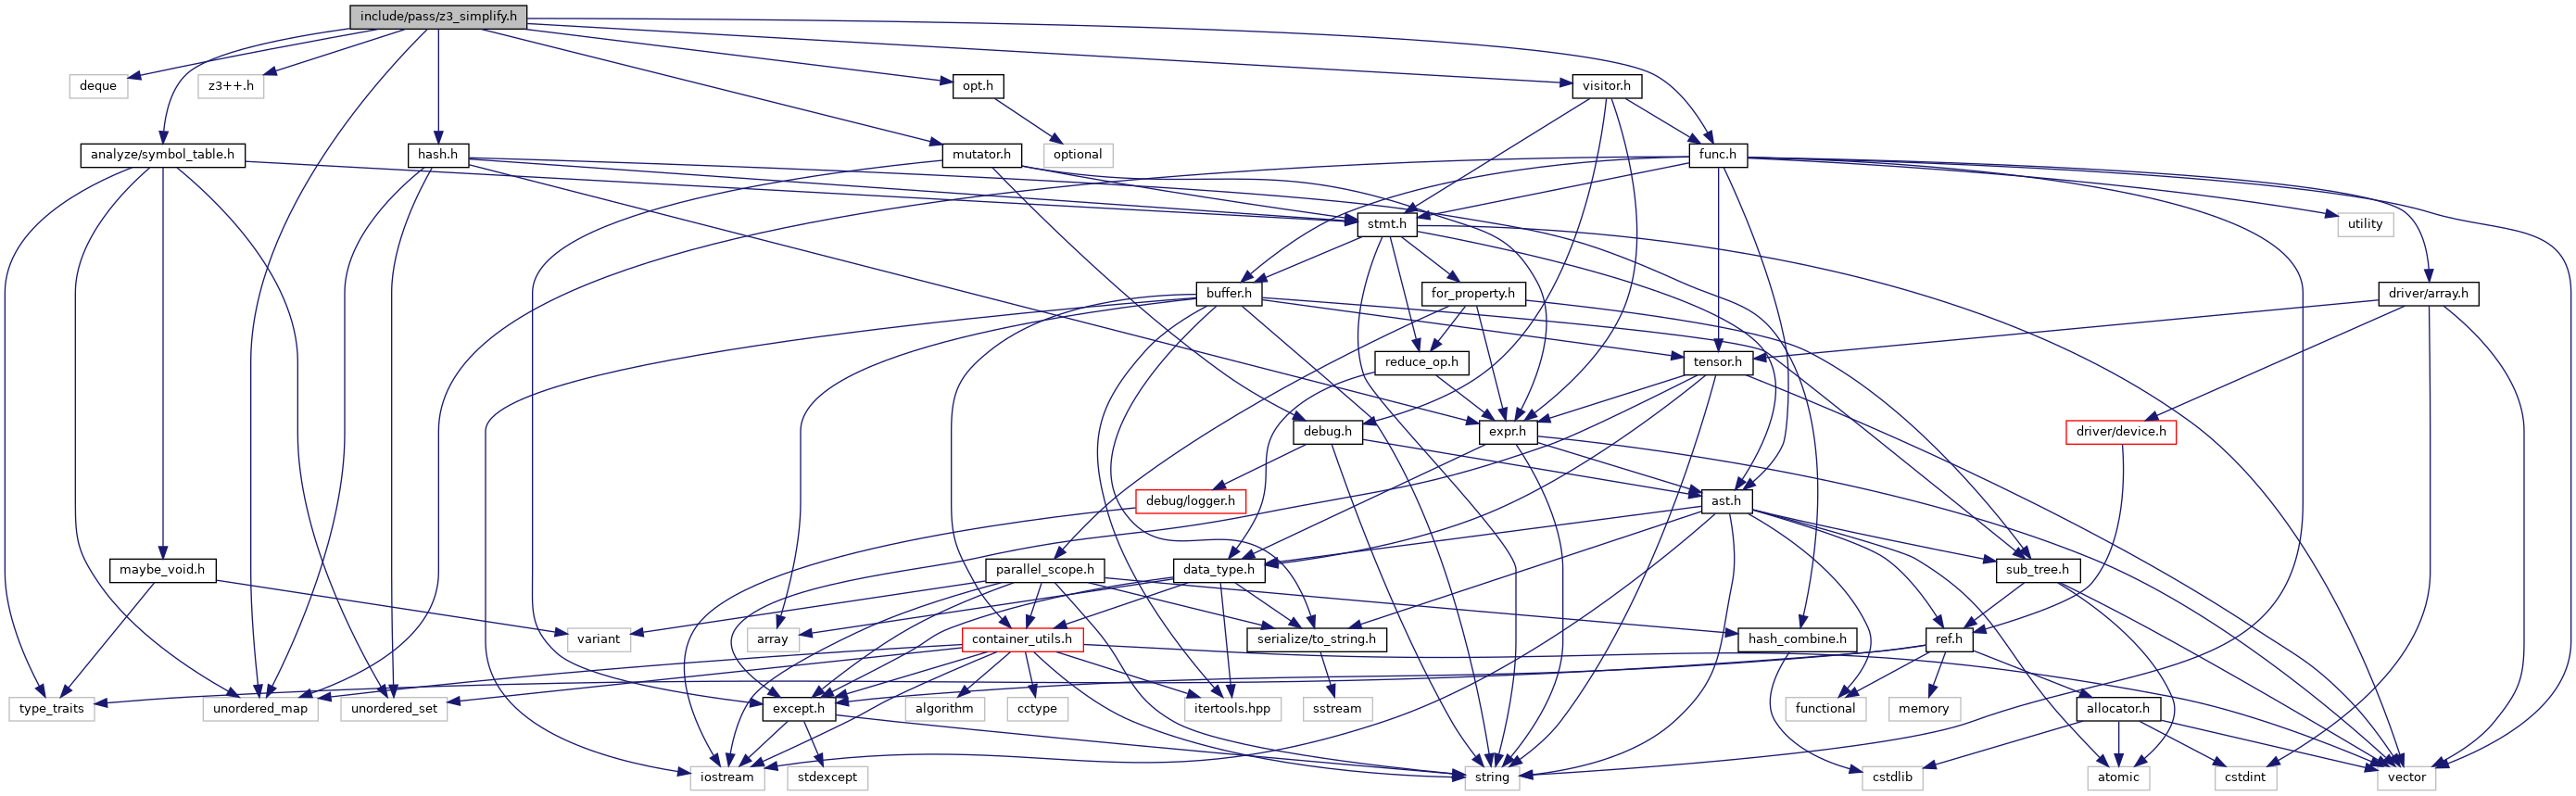 include/pass/z3_simplify.h
deque
z3++.h
opt.h
visitor.h
analyze/symbol_table.h
hash.h
mutator.h
optional
func.h
stmt.h
utility
buffer.h
for_property.h
driver/array.h
reduce_op.h
tensor.h
debug.h
expr.h
driver/device.h
debug/logger.h
ast.h
maybe_void.h
parallel_scope.h
data_type.h
sub_tree.h
variant
array
container_utils.h
serialize/to_string.h
hash_combine.h
ref.h
type_traits
unordered_map
unordered_set
except.h
algorithm
cctype
itertools.hpp
sstream
functional
memory
allocator.h
iostream
stdexcept
string
cstdlib
atomic
cstdint
vector